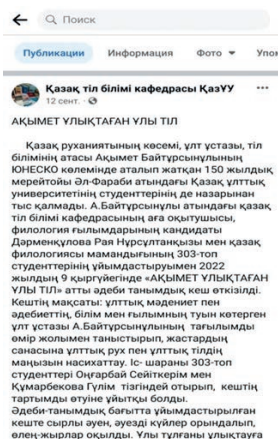 Поиск
Публикации
Информация
Фото
Упом
Қазақ тіл білімі кафедрасы ҚазҰУ
12 сент.
АҚЫМЕТ ҰЛЫҚТАҒАН ҰЛЫ ТІЛ
Қазақ руханиятының көсемі, ұлт ұстазы, тіл
білімінің атасы Ақымет Байтұрсынұлының
ЮНЕСКО көлемінде аталып жатқан 150 жылдық
мерейтойы Әл-Фараби атындағы Қазақ ұлттық
университетінің студенттерінің де назарынан
тыс қалмады. А.Байтұрсынұлы атындағы қазақ
тіл білімі кафедрасының аға оқытушысы,
филология ғылымдарының кандидаты
Дәрменқұлова Рая Нұрсұлтанқызы мен қазақ
филологиясы мамандығының 303-топ
студенттерінің ұйымдастыруымен 2022
жылдың 9 қыргүйегінде «АҚЫМЕТ ҰЛЫҚТАҒАН
ҰЛЫ ТІЛ» атты әдеби танымдық кеш өткізілді.
Кештің мақсаты: ұлттық мәдениет пен
әдебиеттің, білім мен ғылымның туын көтерген
ұлт ұстазы А.Байтұрсынұлының тағылымды
өмір жолымен таныстырып, жастардың
санасына ұлттық рух пен ұлттық тілдің
маңызын насихаттау. Іс- шараны 303-топ
студенттері Оңғарбай Сейіткерім мен
Құмарбекова Гүлім тізгіндей отырып, кештің
тартымды өтуіне ұйытқы болды.
Әдеби-танымдық бағытта ұйымдастырылған
кеште сырлы әуен, әуезді күйлер орындалып,
өлең-жырлар оқылды. Ұлы тұлғаны ұлықтауға